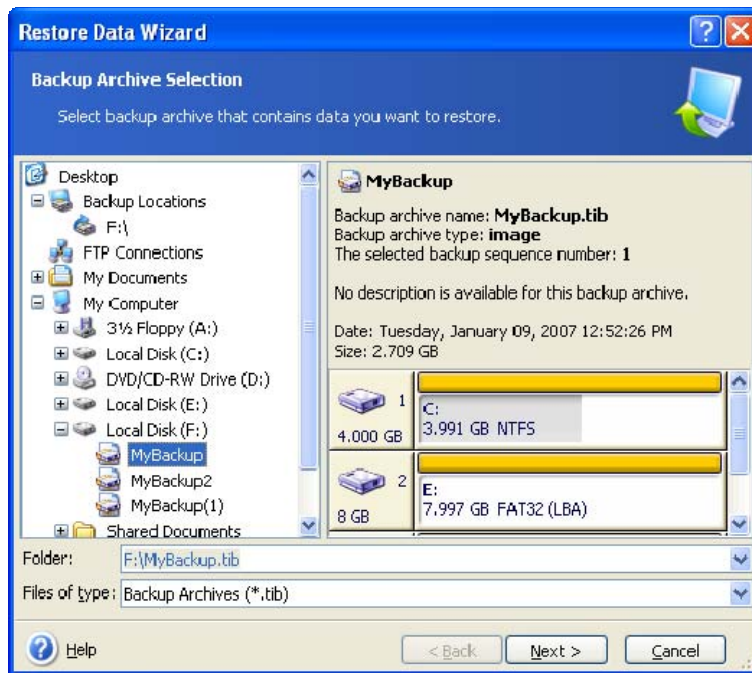 Restore Data Wizard
Backup Archive Selection
Select backup archive that contains data you want to restore.
Desktop
Backup Locations
F:\
FTP Connections
My Documents
My Computer
3½ Floppy (A:)
Local Disk (C:)
DVD/CD-RW Drive (D:)
Local Disk (E:)
Local Disk (F:)
MyBackup
MyBackup2
MyBackup(1)
Shared Documents
MyBackup
Backup archive name: MyBackup.tib
Backup archive type: image
The selected backup sequence number: 1
No description is available for this backup archive.
Date: Tuesday, January 09, 2007 12:52:26 PM
Size: 2.709 GB
1
4.000 GB
C:
3.991 GB NTFS
2
8 GB
E:
7.997 GB FAT32 (LBA)
Folder: F:\MyBackup.tib
Files of type: Backup Archives (*.tib)
Help
< Back
Next >
Cancel